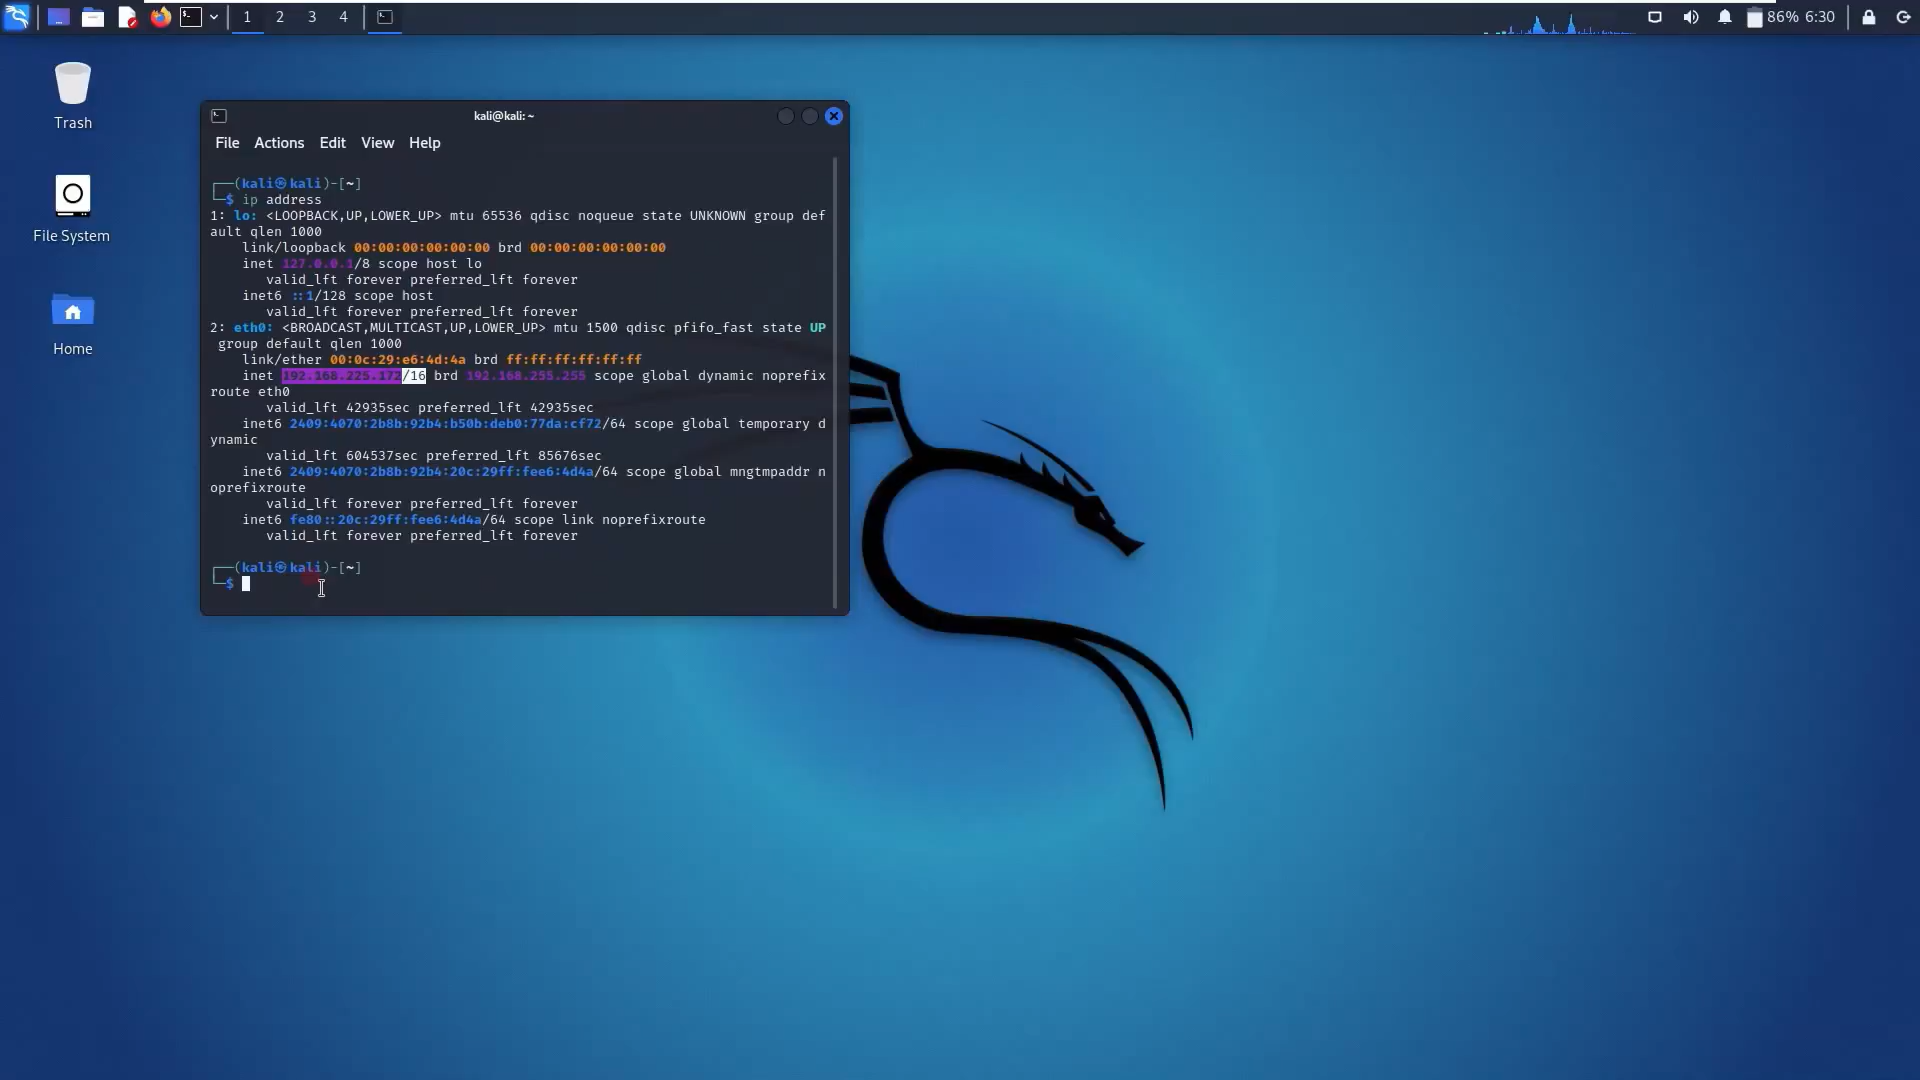 1 2 3 4 86% 6:30
Trash
File System
Home
kali@kali: ~
File Actions Edit View Help
┌──(kali㉿kali)-[~]
└─$ ip address
1: lo: <LOOPBACK,UP,LOWER_UP> mtu 65536 qdisc noqueue state UNKNOWN group def
ault qlen 1000
link/loopback 00:00:00:00:00:00 brd 00:00:00:00:00:00
inet 127.0.0.1/8 scope host lo
valid_lft forever preferred_lft forever
inet6 ::1/128 scope host
valid_lft forever preferred_lft forever
2: eth0: <BROADCAST,MULTICAST,UP,LOWER_UP> mtu 1500 qdisc pfifo_fast state UP
group default qlen 1000
link/ether 00:0c:29:e6:4d:4a brd ff:ff:ff:ff:ff:ff
inet 192.168.225.172/16 brd 192.168.255.255 scope global dynamic noprefix
route eth0
valid_lft 42935sec preferred_lft 42935sec
inet6 2409:4070:2b8b:92b4:b50b:deb0:77da:cf72/64 scope global temporary d
ynamic
valid_lft 604537sec preferred_lft 85676sec
inet6 2409:4070:2b8b:92b4:20c:29ff:fee6:4d4a/64 scope global mngtmpaddr n
oprefixroute
valid_lft forever preferred_lft forever
inet6 fe80::20c:29ff:fee6:4d4a/64 scope link noprefixroute
valid_lft forever preferred_lft forever
┌──(kali㉿kali)-[~]
└─$